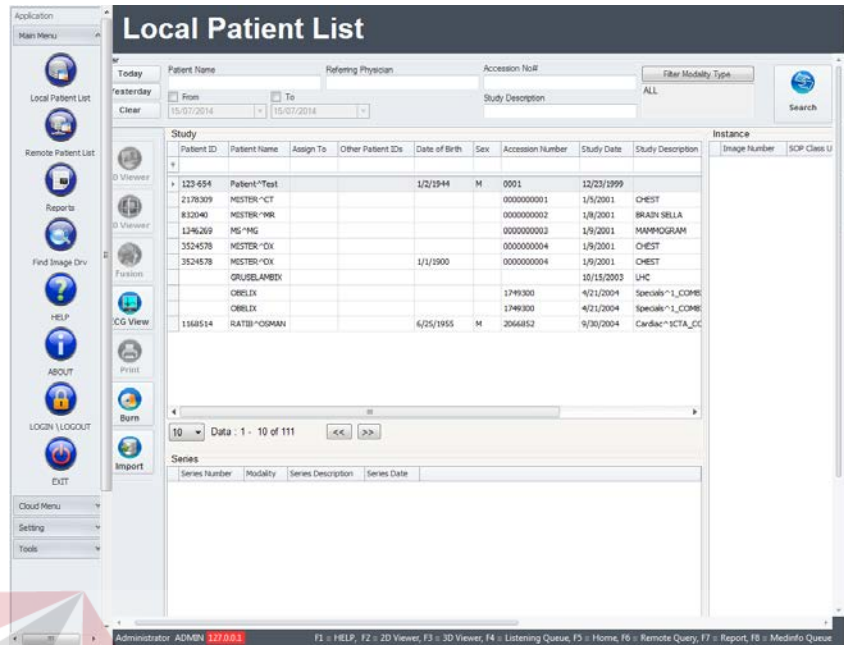 Application
Main Menu
Local Patient List
Remote Patient List
Reports
Find Image Drv
HELP
ABOUT
LOGIN \LOGOUT
EXIT
Cloud Menu
Setting
Tools
Local Patient List
Today
Yesterday
Clear
Patient Name
Referring Physician
Accession No#
Filter Modality Type
ALL
From
To
15/07/2014
15/07/2014
Study Description
Search
D Viewer
D Viewer
Fusion
ECG View
Print
Burn
Import
Study
Patient ID Patient Name Assign To Other Patient IDs Date of Birth Sex Accession Number Study Date Study Description
123-654 Patient^Test 1/2/1944 M 0001 12/23/1999
2178309 MISTER^CT 0000000001 1/5/2001 CHEST
832040 MISTER^MR 0000000002 1/8/2001 BRAIN SELLA
1346269 MS^MG 0000000003 1/9/2001 MAMMOGRAM
3524578 MISTER^DX 0000000004 1/9/2001 CHEST
3524578 MISTER^DX 1/1/1900 0000000004 1/9/2001 CHEST
GRUSELAMBIX 10/15/2003 LHC
OBELIX 1749300 4/21/2004 Specials^1_COMBI
OBELIX 1749300 4/21/2004 Specials^1_COMBI
1168514 RATIB^OSMAN 6/25/1955 M 2066852 9/30/2004 Cardiac^1CTA_CC
10 Data : 1 - 10 of 111 << >>
Series
Series Number Modality Series Description Series Date
Instance
Image Number SOP Class U
Administrator ADMIN 127.0.0.1 F1 = HELP, F2 = 2D Viewer, F3 = 3D Viewer, F4 = Listening Queue, F5 = Home, F6 = Remote Query, F7 = Report, F8 = Medinfo Queue